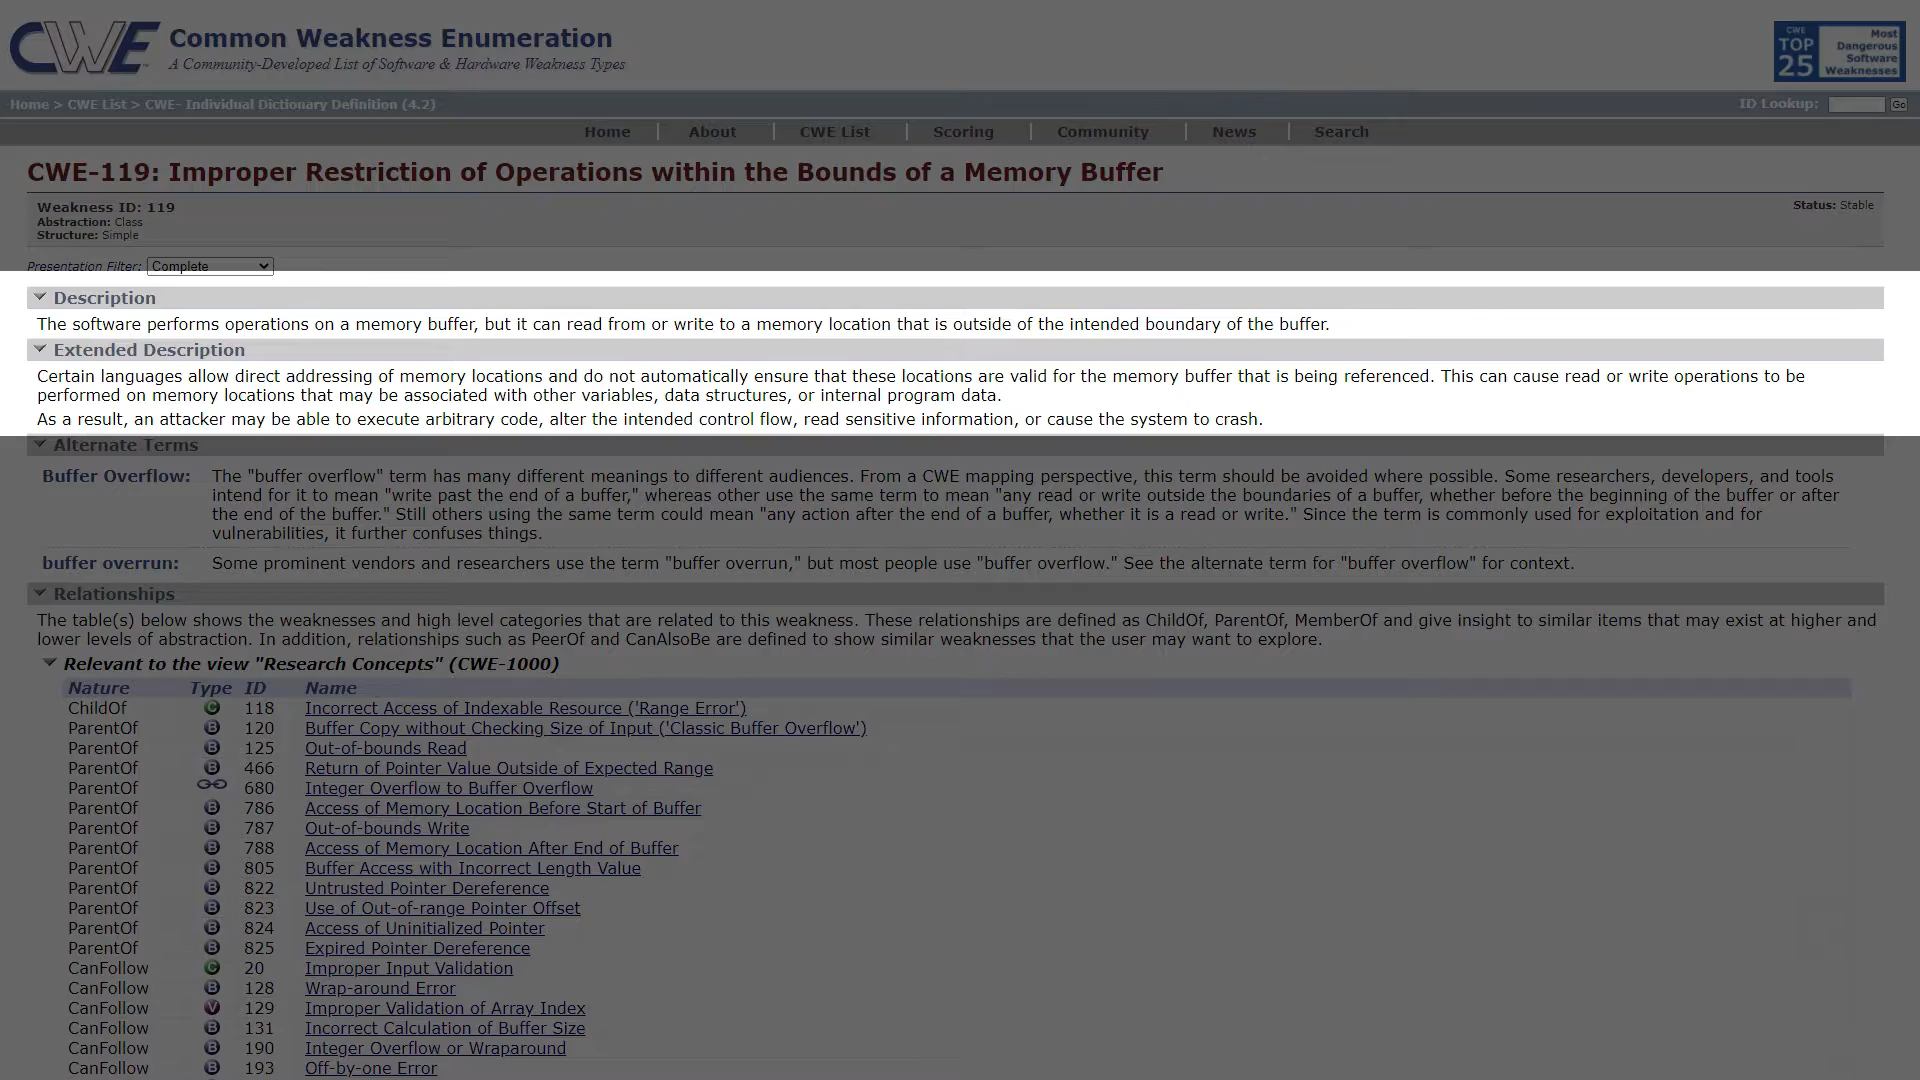 CWE
Common Weakness Enumeration
A Community-Developed List of Software & Hardware Weakness Types
CWE
TOP
25
Most
Dangerous
Software
Weaknesses
Home > CWE List > CWE- Individual Dictionary Definition (4.2)
ID Lookup: Go
Home | About | CWE List | Scoring | Community | News | Search
CWE-119: Improper Restriction of Operations within the Bounds of a Memory Buffer
Weakness ID: 119
Abstraction: Class
Structure: Simple
Status: Stable
Presentation Filter: Complete
Description
The software performs operations on a memory buffer, but it can read from or write to a memory location that is outside of the intended boundary of the buffer.
Extended Description
Certain languages allow direct addressing of memory locations and do not automatically ensure that these locations are valid for the memory buffer that is being referenced. This can cause read or write operations to be
performed on memory locations that may be associated with other variables, data structures, or internal program data.
As a result, an attacker may be able to execute arbitrary code, alter the intended control flow, read sensitive information, or cause the system to crash.
Alternate Terms
Buffer Overflow: The "buffer overflow" term has many different meanings to different audiences. From a CWE mapping perspective, this term should be avoided where possible. Some researchers, developers, and tools
intend for it to mean "write past the end of a buffer," whereas other use the same term to mean "any read or write outside the boundaries of a buffer, whether before the beginning of the buffer or after
the end of the buffer." Still others using the same term could mean "any action after the end of a buffer, whether it is a read or write." Since the term is commonly used for exploitation and for
vulnerabilities, it further confuses things.
buffer overrun: Some prominent vendors and researchers use the term "buffer overrun," but most people use "buffer overflow." See the alternate term for "buffer overflow" for context.
Relationships
The table(s) below shows the weaknesses and high level categories that are related to this weakness. These relationships are defined as ChildOf, ParentOf, MemberOf and give insight to similar items that may exist at higher and
lower levels of abstraction. In addition, relationships such as PeerOf and CanAlsoBe are defined to show similar weaknesses that the user may want to explore.
Relevant to the view "Research Concepts" (CWE-1000)
Nature Type ID Name
ChildOf C 118 Incorrect Access of Indexable Resource ('Range Error')
ParentOf B 120 Buffer Copy without Checking Size of Input ('Classic Buffer Overflow')
ParentOf B 125 Out-of-bounds Read
ParentOf B 466 Return of Pointer Value Outside of Expected Range
ParentOf 680 Integer Overflow to Buffer Overflow
ParentOf B 786 Access of Memory Location Before Start of Buffer
ParentOf B 787 Out-of-bounds Write
ParentOf B 788 Access of Memory Location After End of Buffer
ParentOf B 805 Buffer Access with Incorrect Length Value
ParentOf B 822 Untrusted Pointer Dereference
ParentOf B 823 Use of Out-of-range Pointer Offset
ParentOf B 824 Access of Uninitialized Pointer
ParentOf B 825 Expired Pointer Dereference
CanFollow C 20 Improper Input Validation
CanFollow B 128 Wrap-around Error
CanFollow V 129 Improper Validation of Array Index
CanFollow B 131 Incorrect Calculation of Buffer Size
CanFollow B 190 Integer Overflow or Wraparound
CanFollow B 193 Off-by-one Error